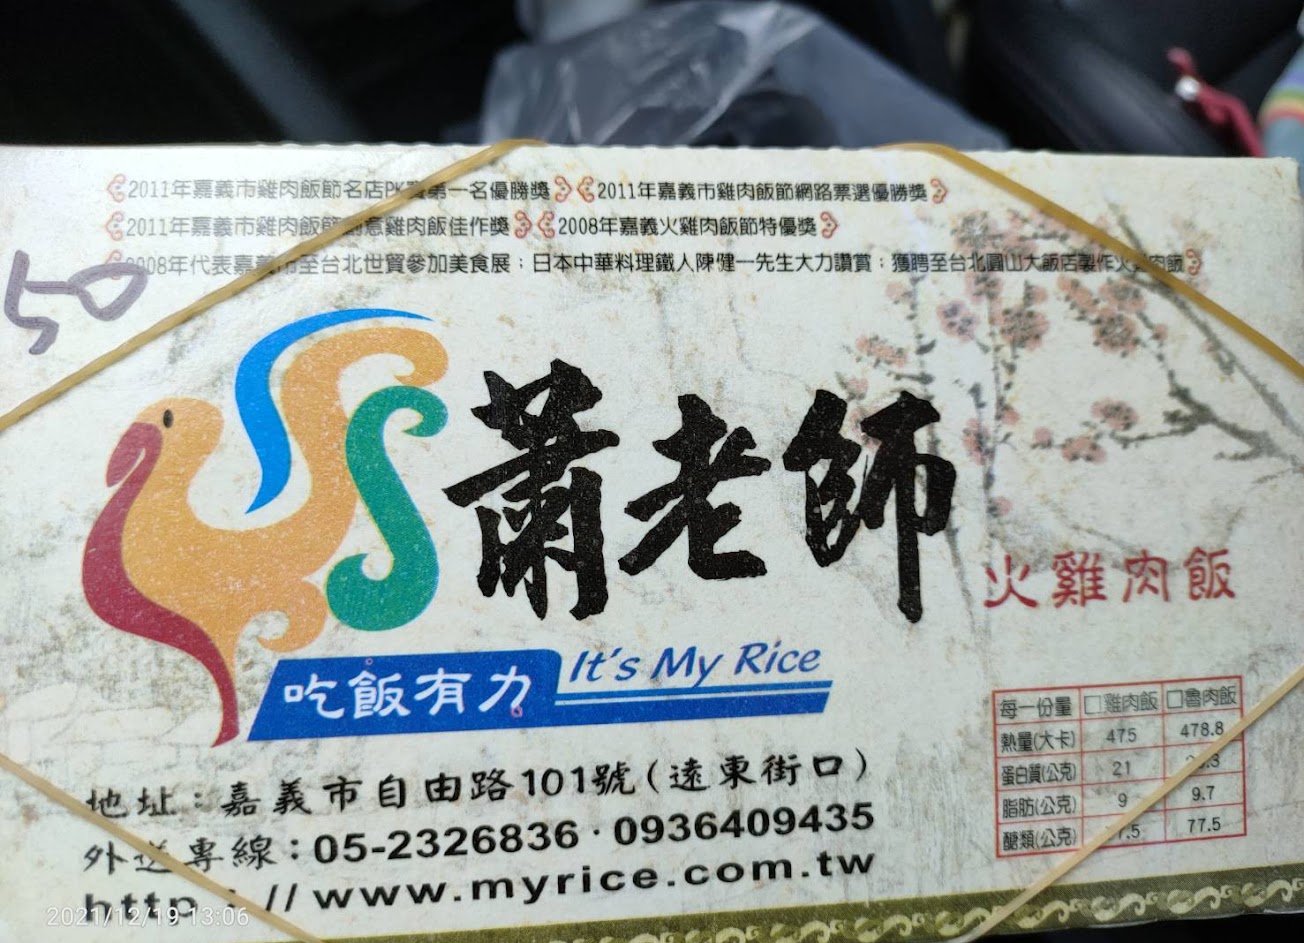 2011年嘉義市雞肉飯節名店PK賽第一名優勝獎 2011年嘉義市雞肉飯節網路票選優勝獎
2011年嘉義市雞肉飯節創意雞肉飯佳作獎 2008年嘉義火雞肉飯節特優獎
2008年代表嘉義市至台北世貿參加美食展；日本中華料理鐵人陳健一先生大力讚賞；獲聘至台北圓山大飯店製作火雞肉飯
50
蕭老師
火雞肉飯
吃飯有力 It's My Rice
每一份量 □雞肉飯 □魯肉飯
熱量(大卡) 475 478.8
蛋白質(公克) 21
脂肪(公克) 9 9.7
醣類(公克) 77.5
地址：嘉義市自由路101號(遠東街口)
外送專線：05-2326836·0936409435
http://www.myrice.com.tw
2021/12/19 13:06